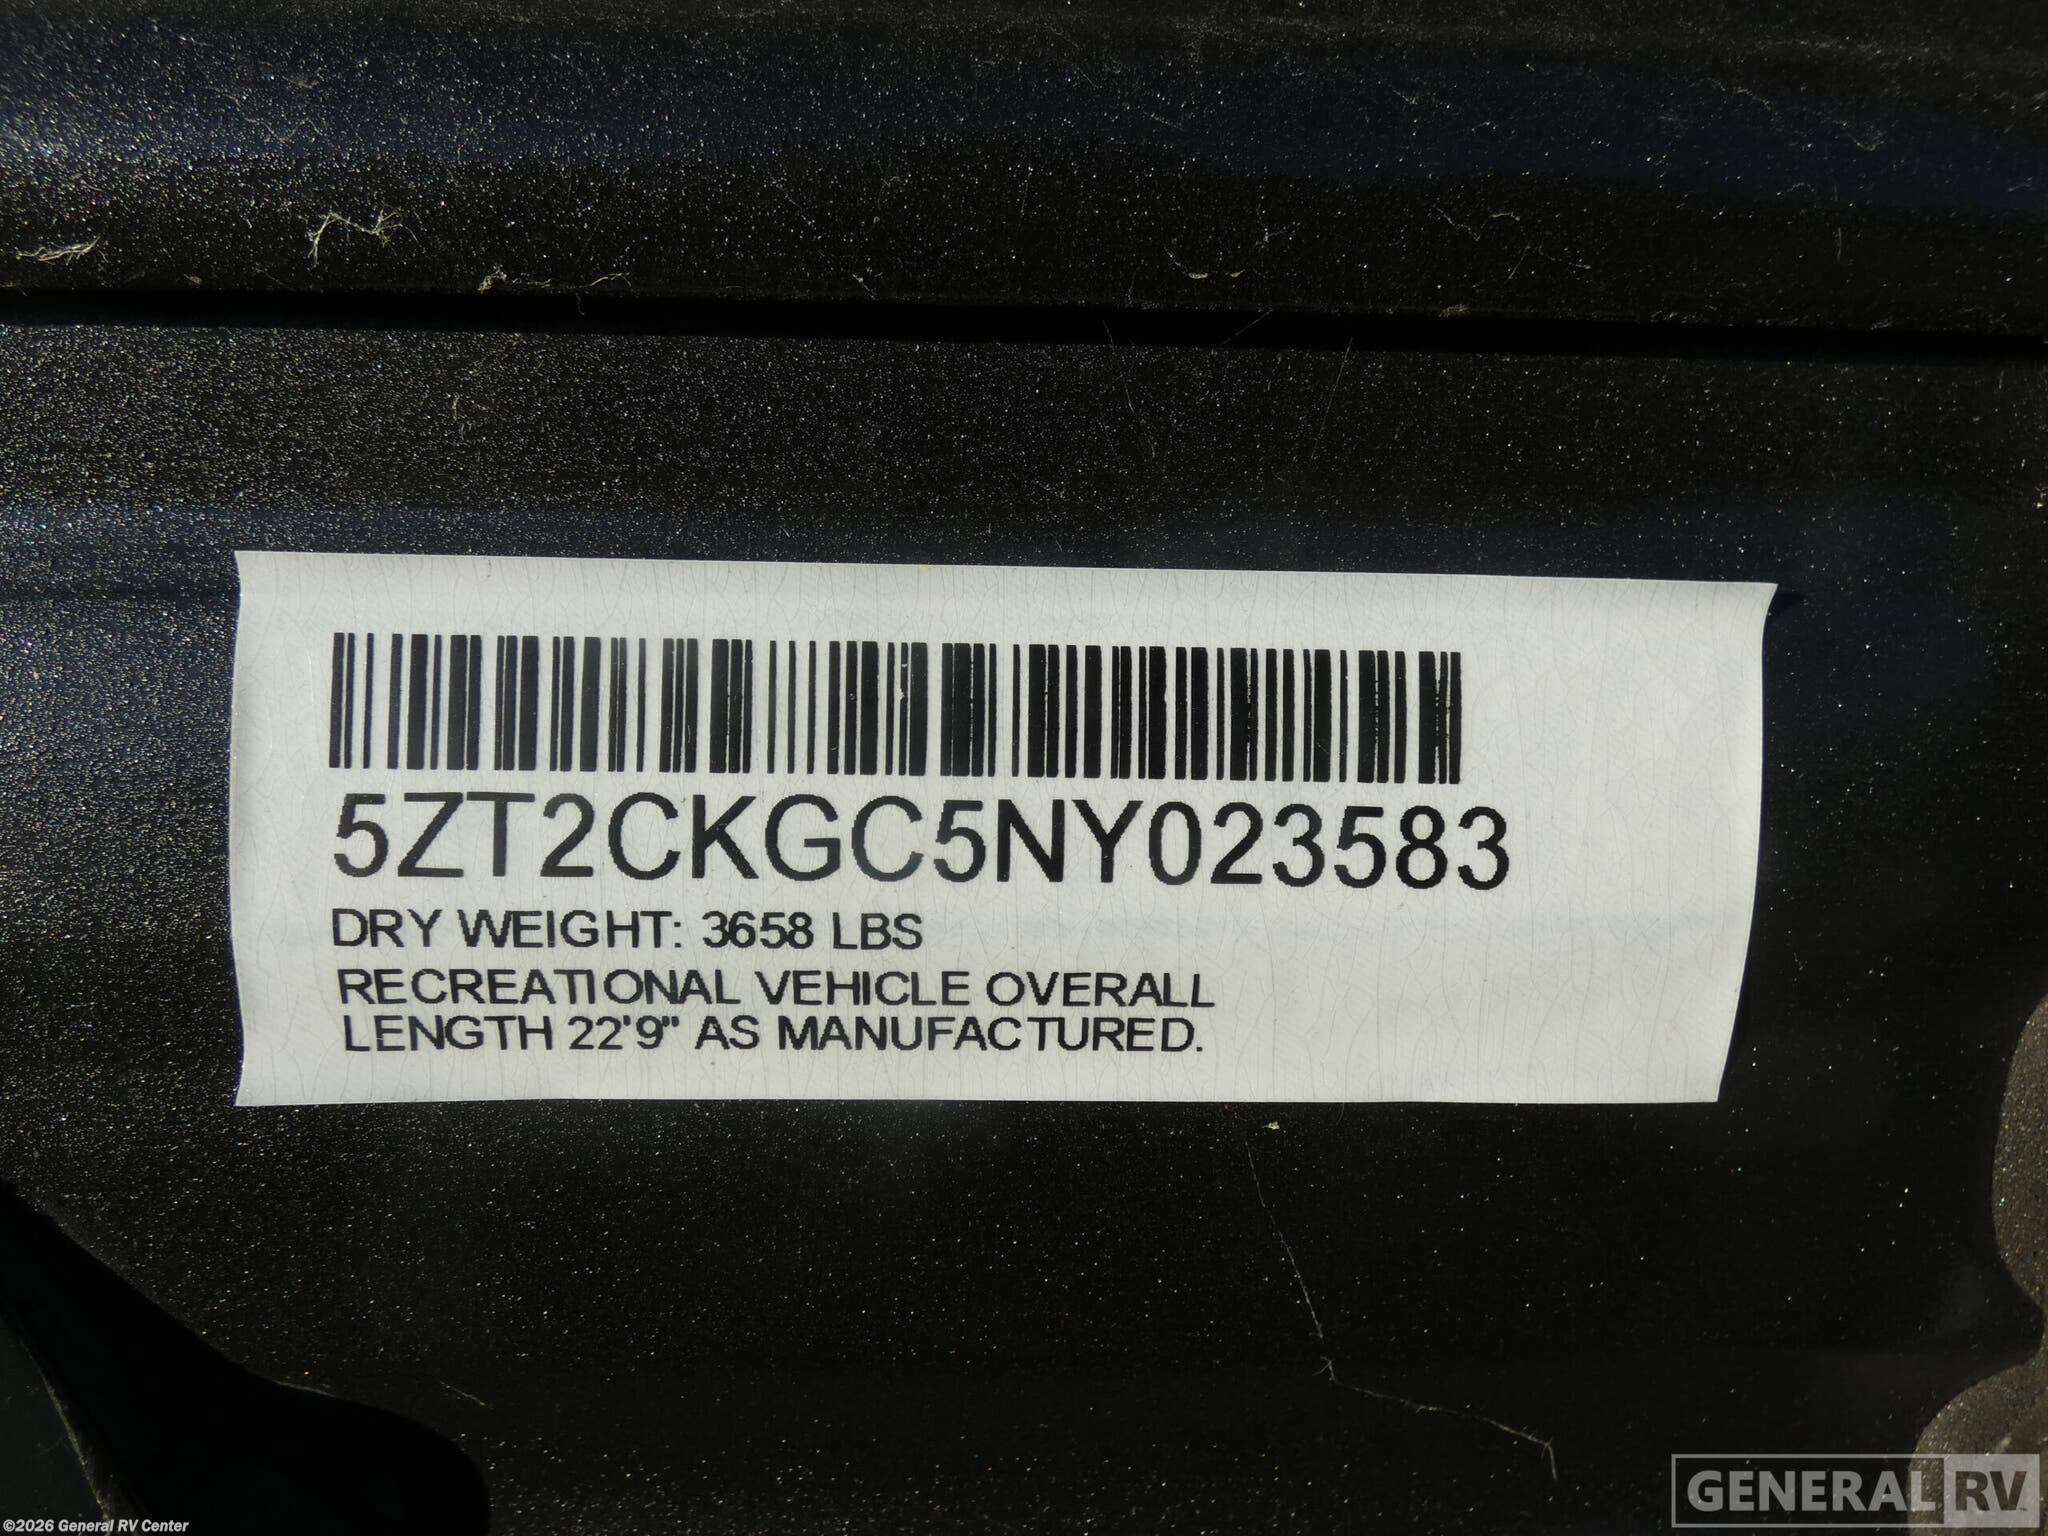 5ZT2CKGC5NY023583
DRY WEIGHT: 3658 LBS
RECREATIONAL VEHICLE OVERALL
LENGTH 22'9" AS MANUFACTURED.
GENERAL RV
©2026 General RV Center